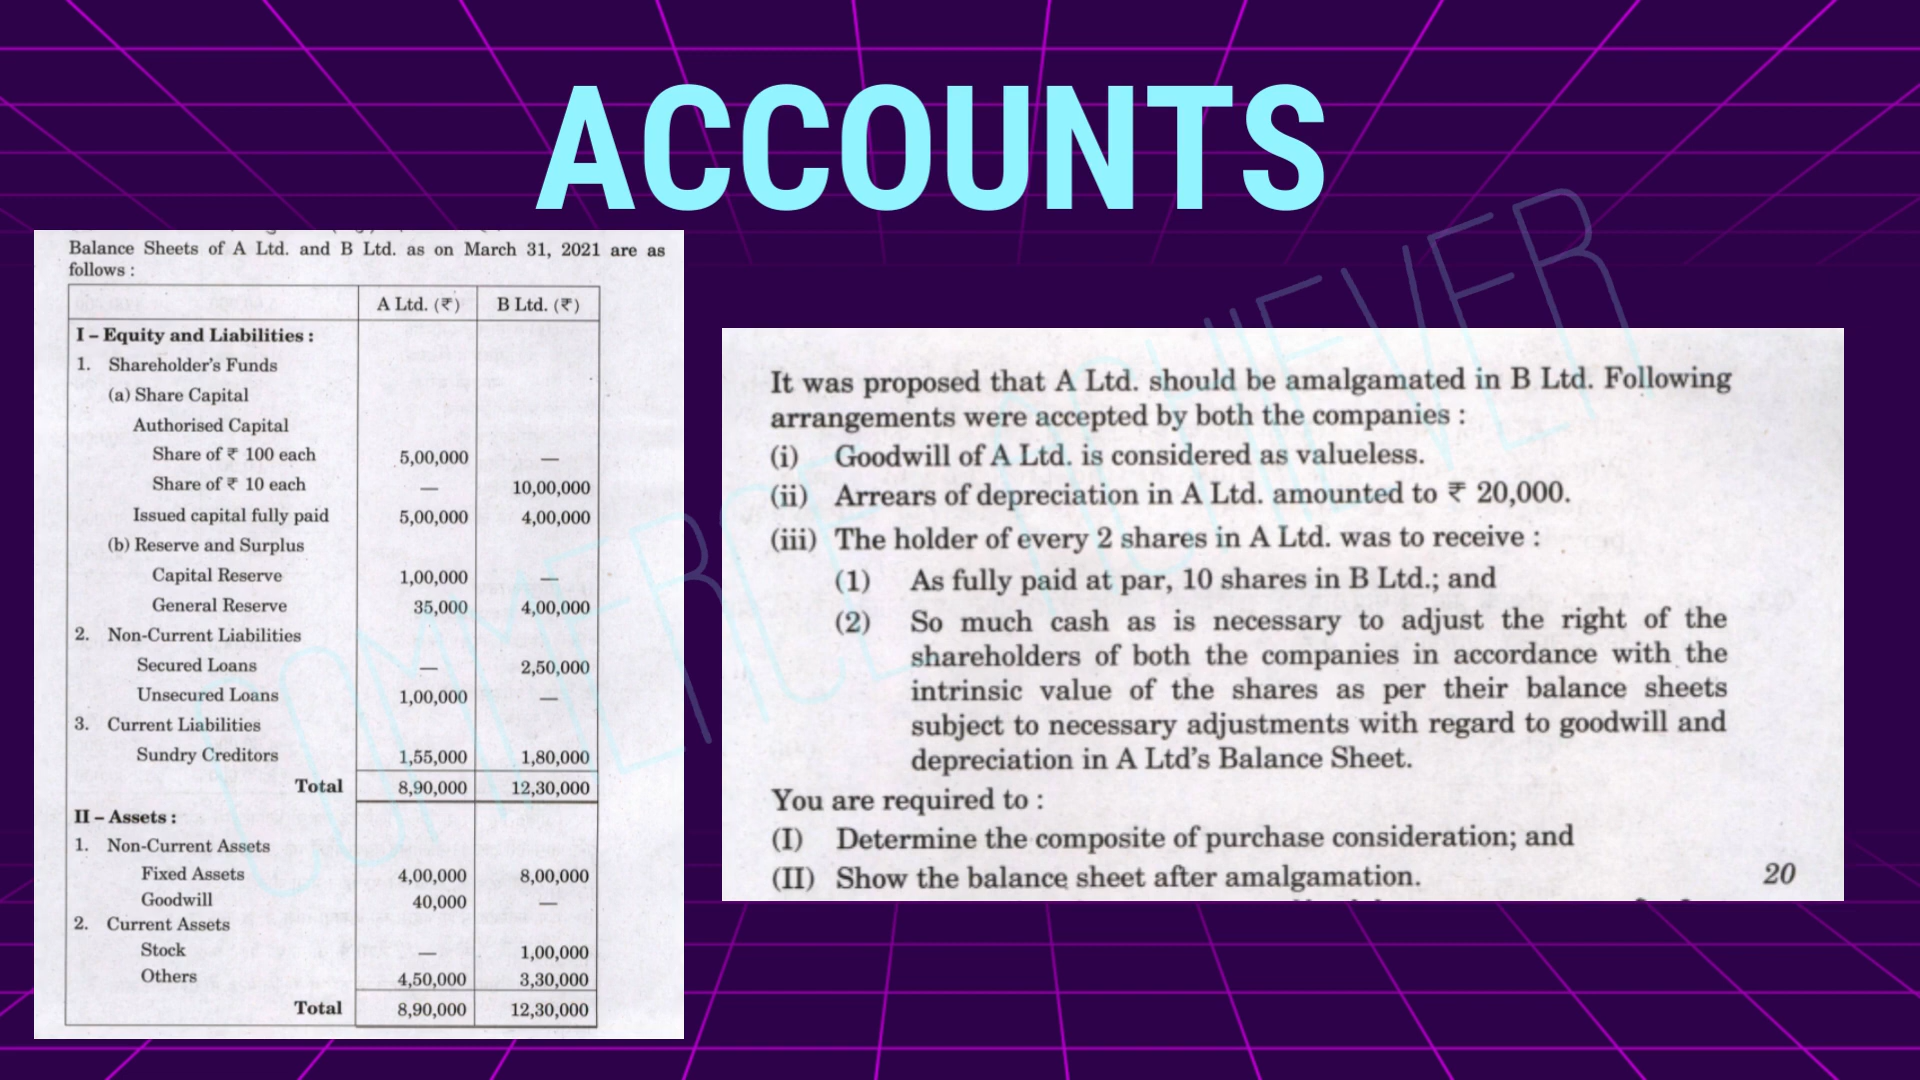 ACCOUNTS
Balance Sheets of A Ltd. and B Ltd. as on March 31, 2021 are as
follows :
A Ltd. (₹) B Ltd. (₹)
I – Equity and Liabilities :
1. Shareholder's Funds
(a) Share Capital
Authorised Capital
Share of ₹ 100 each 5,00,000 —
Share of ₹ 10 each — 10,00,000
Issued capital fully paid 5,00,000 4,00,000
(b) Reserve and Surplus
Capital Reserve 1,00,000 —
General Reserve 35,000 4,00,000
2. Non-Current Liabilities
Secured Loans — 2,50,000
Unsecured Loans 1,00,000 —
3. Current Liabilities
Sundry Creditors 1,55,000 1,80,000
Total 8,90,000 12,30,000
II – Assets :
1. Non-Current Assets
Fixed Assets 4,00,000 8,00,000
Goodwill 40,000 —
2. Current Assets
Stock — 1,00,000
Others 4,50,000 3,30,000
Total 8,90,000 12,30,000
It was proposed that A Ltd. should be amalgamated in B Ltd. Following
arrangements were accepted by both the companies :
(i) Goodwill of A Ltd. is considered as valueless.
(ii) Arrears of depreciation in A Ltd. amounted to ₹ 20,000.
(iii) The holder of every 2 shares in A Ltd. was to receive :
(1) As fully paid at par, 10 shares in B Ltd.; and
(2) So much cash as is necessary to adjust the right of the
shareholders of both the companies in accordance with the
intrinsic value of the shares as per their balance sheets
subject to necessary adjustments with regard to goodwill and
depreciation in A Ltd's Balance Sheet.
You are required to :
(I) Determine the composite of purchase consideration; and
(II) Show the balance sheet after amalgamation. 20
COMMERCE ACHIEVER